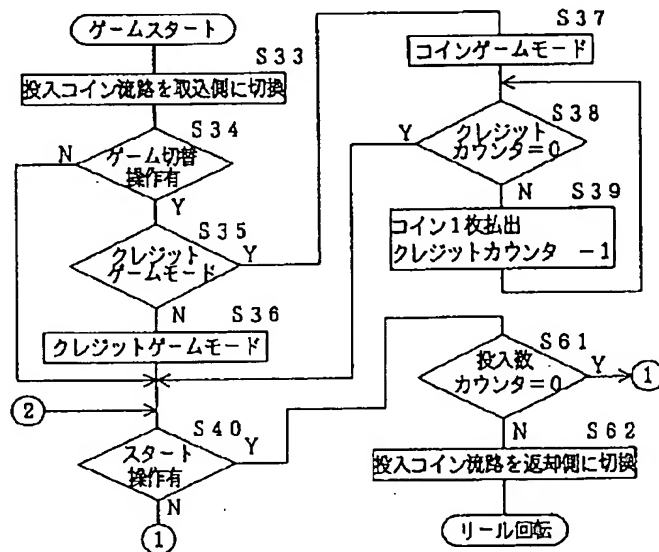 ゲームスタート
S33
投入コイン流路を取込側に切換
S34
N
ゲーム切替
操作有
Y
S35
クレジット
ゲームモード
Y
N
S36
クレジットゲームモード
②
S40
スタート
操作有
Y
N
①
S37
コインゲームモード
S38
Y
クレジット
カウンタ=0
N
S39
コイン1枚払出
クレジットカウンタ -1
S61
投入数
カウンタ=0
Y
①
N
S62
投入コイン流路を返却側に切換
リール回転